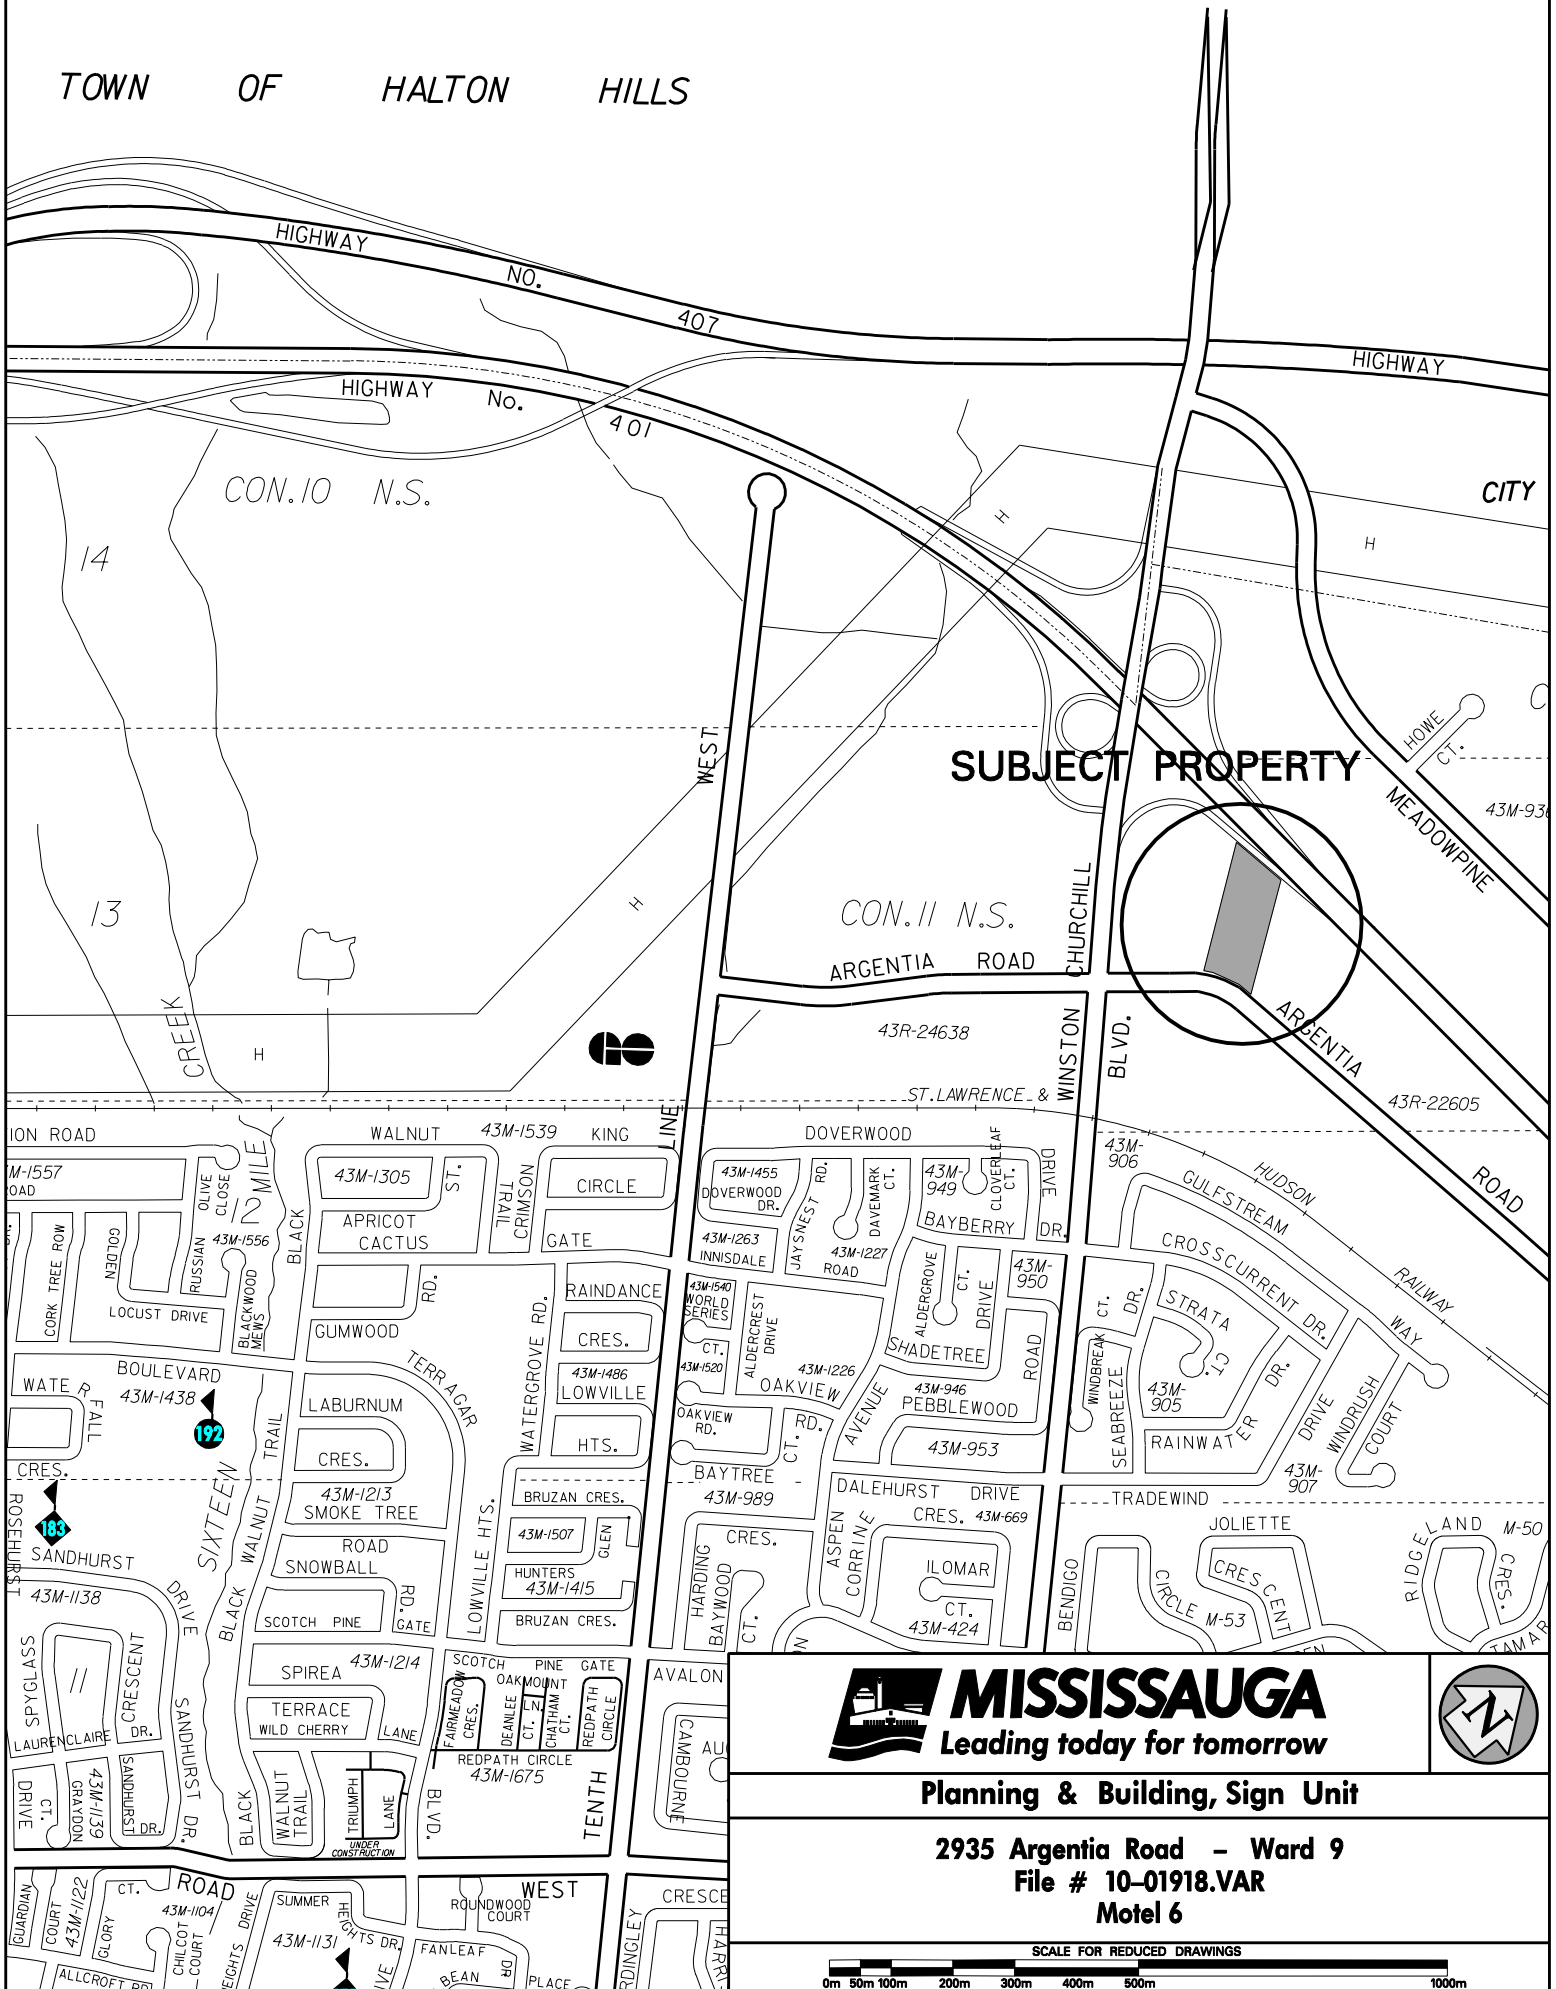 TOWN OF HALTON HILLS
HIGHWAY NO. 407
HIGHWAY
HIGHWAY No. 401
CITY
CON.10 N.S.
H
H
14
WEST
HOWE
CT.
SUBJECT PROPERTY
43M-936
MEADOWPINE
13
H
CON.11 N.S.
CHURCHILL
ARGENTIA ROAD
CREEK
H
43R-24638
WINSTON
BLVD.
ARGENTIA
ST.LAWRENCE &
43R-22605
LINE
ION ROAD
WALNUT
43M-1539
KING
DOVERWOOD
CLOVERLEAF
CT.
DRIVE
43M-
906
HUDSON
ROAD
43M-1557
ROAD
OLIVE
CLOSE
MILE
12
43M-1305
ST.
TRAIL
CRIMSON
CIRCLE
43M-1455
DOVERWOOD
DR.
RD.
JAYSNEST
DAVEMARK
CT.
43M-
949
BAYBERRY
DR.
GULFSTREAM
GOLDEN
CORK TREE ROW
RUSSIAN
43M-1556
BLACK
APRICOT
CACTUS
GATE
43M-1263
INNISDALE
43M-1227
ROAD
ALDERGROVE
CT.
DRIVE
43M-
950
CROSSCURRENT DR.
RAILWAY
WAY
LOCUST DRIVE
BLACKWOOD
MEWS
GUMWOOD
RD.
WATERGROVE RD.
RAINDANCE
CRES.
43M-1540
WORLD
SERIES
CT.
43M-1520
ALDERCREST
DRIVE
SHADETREE
ROAD
WINDBREAK CT.
DR.
SEABREEZE
STRATA
CT.
DR.
BOULEVARD
43M-1438
WATERFALL
CRES.
192
LABURNUM
TERRAGAR
43M-1486
LOWVILLE
HTS.
43M-1226
OAKVIEW
RD.
OAKVIEW
RD.
CT.
AVENUE
43M-946
PEBBLEWOOD
43M-953
43M-
905
RAINWATER
DRIVE
WINDRUSH
COURT
43M-
907
CRES.
43M-1213
SMOKE TREE
ROAD
BLACK WALNUT TRAIL
SIXTEEN
183
ROSEHURST
SANDHURST
DRIVE
43M-1138
SNOWBALL
RD.
GATE
SCOTCH PINE
LOWVILLE HTS.
BRUZAN CRES.
43M-1507
GLEN
HUNTERS
43M-1415
BRUZAN CRES.
BAYTREE
43M-989
CRES.
HARDING
BAYWOOD
CT.
DALEHURST DRIVE
ASPEN
CORRINE
CRES.
43M-669
ILOMAR
CT.
43M-424
TRADEWIND
BENDIGO
JOLIETTE
CRESCENT
CIRCLE
M-53
RIDGELAND
CRES.
M-50
TAMAR
SPYGLASS
11
CRESCENT
LAURENCLAIRE DR.
SANDHURST DR.
SPIREA
43M-1214
TERRACE
WILD CHERRY
LANE
SCOTCH PINE GATE
FAIRMEADOW
CRES.
OAKMOUNT
LN.
DEANLEE
CT.
CHATHAM
CT.
REDPATH
CIRCLE
REDPATH CIRCLE
43M-1675
AVALON
CAMBOURNE
DRIVE
CT.
GRAYDON
43M-1139
SANDHURST
DR.
BLACK
WALNUT
TRAIL
TRIUMPH
LANE
UNDER
CONSTRUCTION
BLVD.
TENTH
ROAD
WEST
GUARDIAN
COURT
43M-1122
CT.
GLORY
43M-1104
CHILCOT
COURT
HEIGHTS DRIVE
SUMMER
HEIGHTS DR.
43M-1131
ROUNDWOOD
COURT
FANLEAF
DR
BEAN
PLACE
CRESCE
RDINGLEY
HARRI-
ALLCROFT RD
MISSISSAUGA
Leading today for tomorrow
N
Planning & Building, Sign Unit
2935 Argentia Road – Ward 9
File # 10-01918.VAR
Motel 6
SCALE FOR REDUCED DRAWINGS
0m 50m 100m 200m 300m 400m 500m 1000m